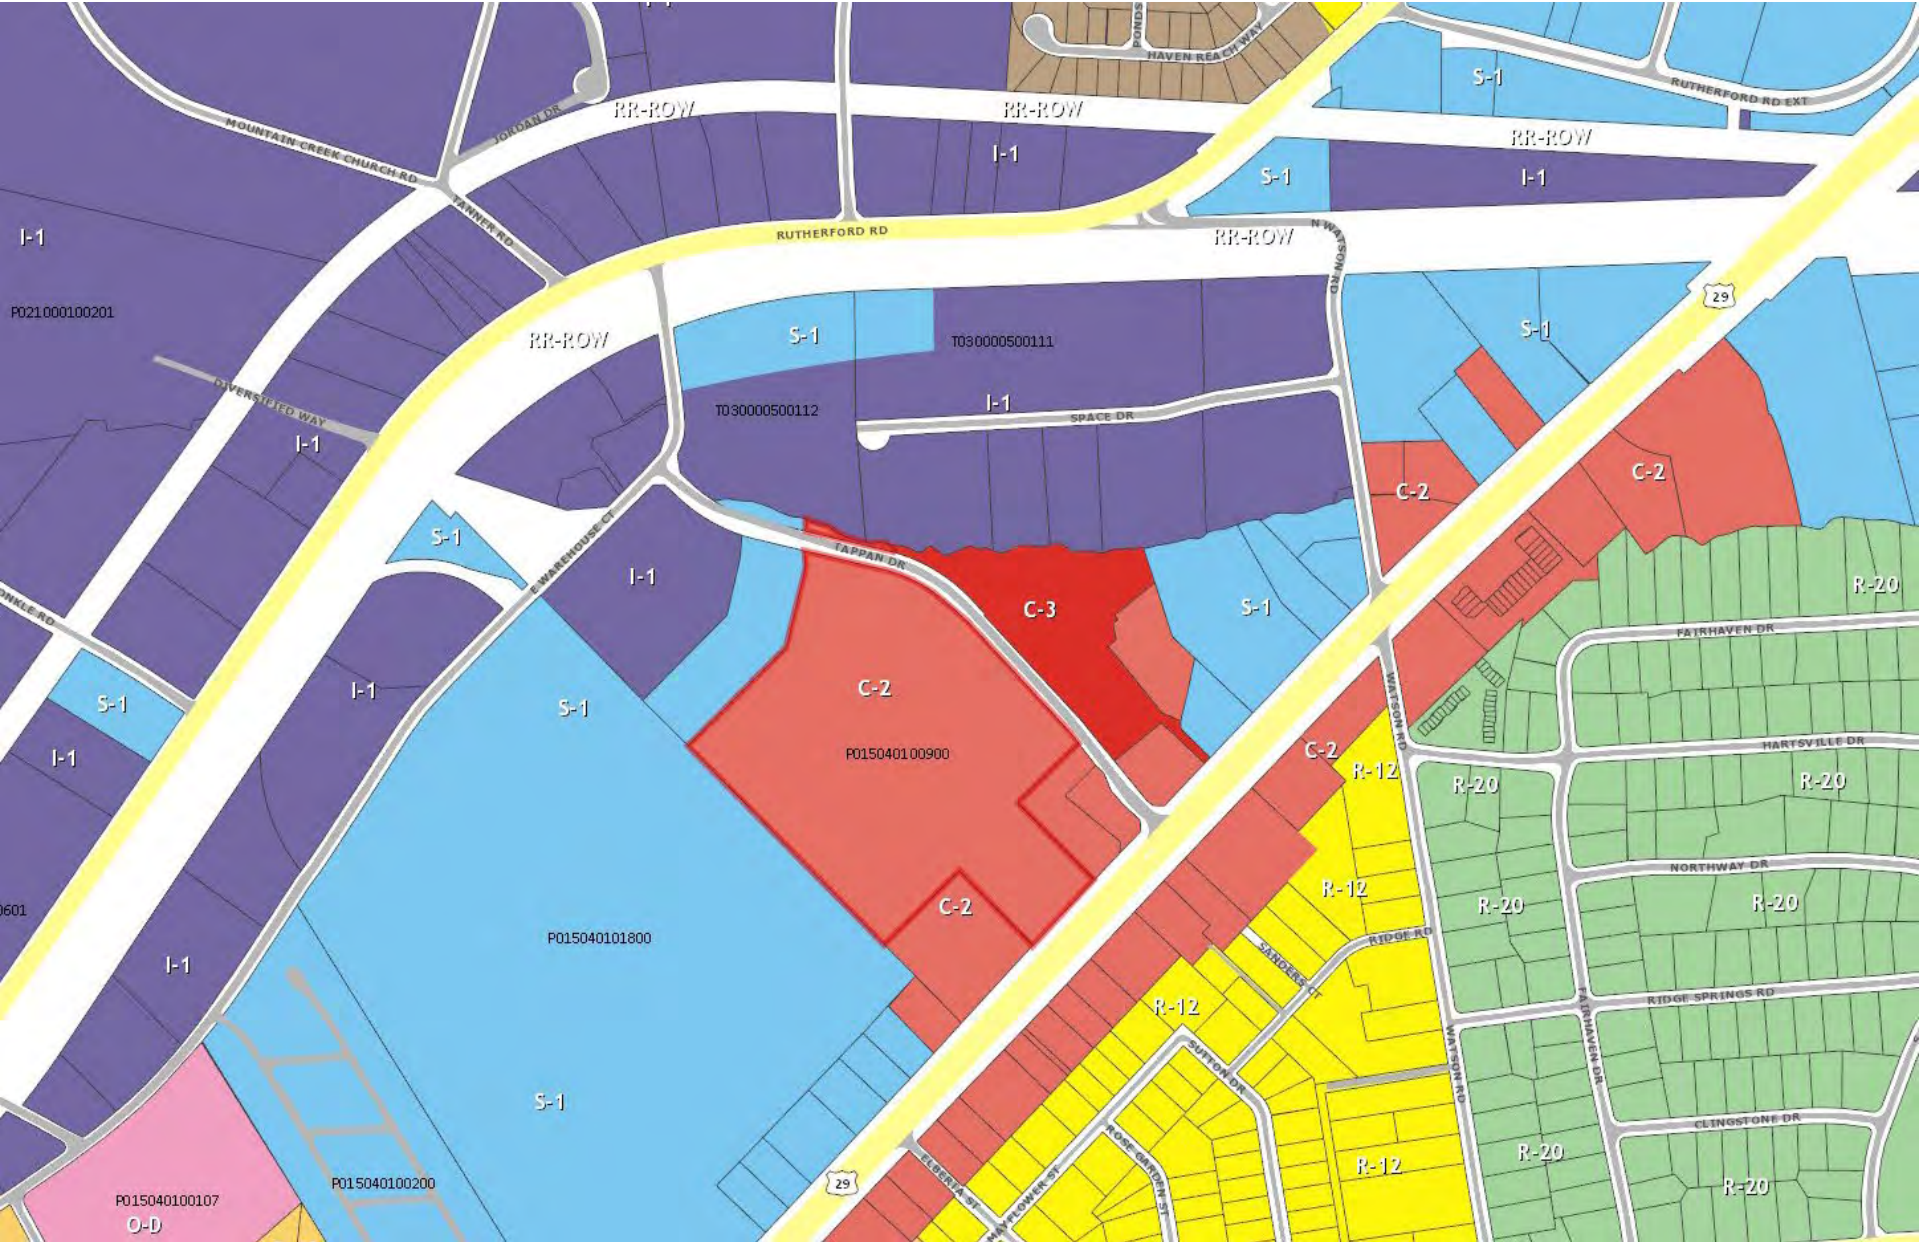 PONDS
HAVEN REACH WAY
S-1
RUTHERFORD RD EXT
RR-ROW
RR-ROW
RR-ROW
JORDAN DR
MOUNTAIN CREEK CHURCH RD
I-1
S-1
I-1
TANNER RD
I-1
RUTHERFORD RD
RR-ROW
N WATSON RD
29
P021000100201
S-1
S-1
RR-ROW
T030000500111
DIVERSIFIED WAY
T030000500112
I-1
SPACE DR
I-1
C-2
C-2
S-1
E WAREHOUSE CT
TAPPAN DR
I-1
R-20
C-3
S-1
FAIRHAVEN DR
I-1
C-2
S-1
S-1
WATSON RD
I-1
P015040100900
C-2
R-12
HARTSVILLE DR
R-20
R-20
NORTHWAY DR
R-12
C-2
R-20
R-20
0601
P015040101800
RIDGE RD
SANDERS CT
I-1
R-12
RIDGE SPRINGS RD
FAIRHAVEN DR
SUTTON DR
WATSON RD
S-1
CLINGSTONE DR
ROSE GARDEN ST
R-20
R-12
ELBERTA ST
MAYFLOWER ST
29
P015040100200
R-20
P015040100107
O-D